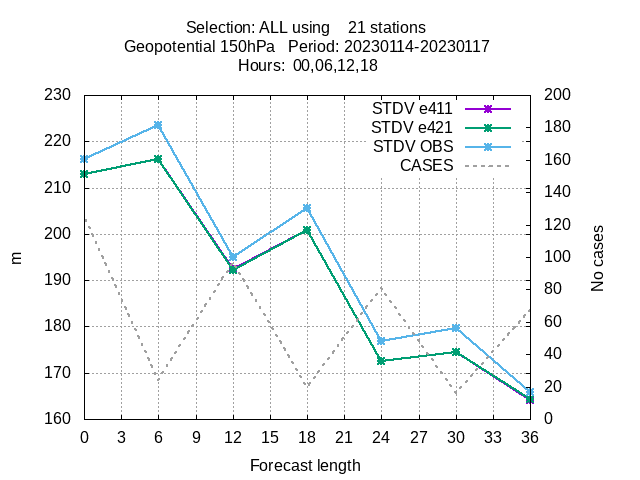 Selection: ALL using    21 stations
Geopotential 150hPa   Period: 20230114-20230117
Hours:  00,06,12,18
230
220
210
200
190
180
170
160
200
180
160
140
120
100
80
60
40
20
0
STDV e411
STDV e421
STDV OBS
CASES
m
No cases
0 3 6 9 12 15 18 21 24 27 30 33 36
Forecast length